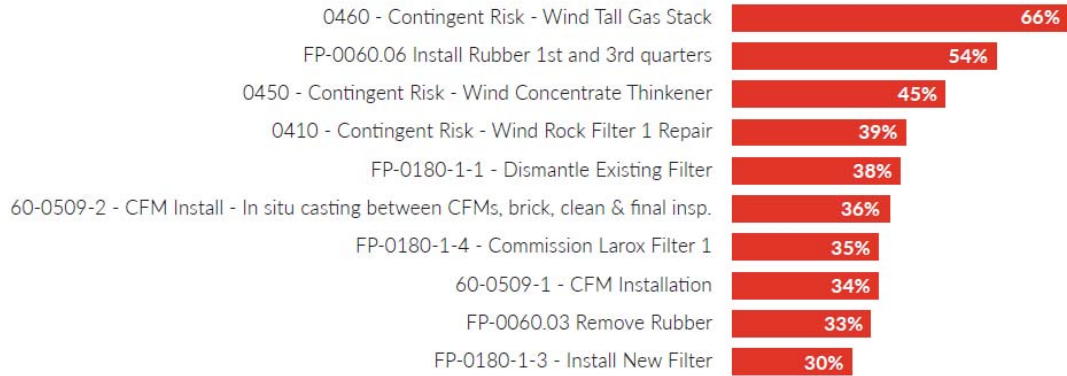 0460 - Contingent Risk - Wind Tall Gas Stack 66%
FP-0060.06 Install Rubber 1st and 3rd quarters 54%
0450 - Contingent Risk - Wind Concentrate Thinkener 45%
0410 - Contingent Risk - Wind Rock Filter 1 Repair 39%
FP-0180-1-1 - Dismantle Existing Filter 38%
60-0509-2 - CFM Install - In situ casting between CFMs, brick, clean & final insp. 36%
FP-0180-1-4 - Commission Larox Filter 1 35%
60-0509-1 - CFM Installation 34%
FP-0060.03 Remove Rubber 33%
FP-0180-1-3 - Install New Filter 30%